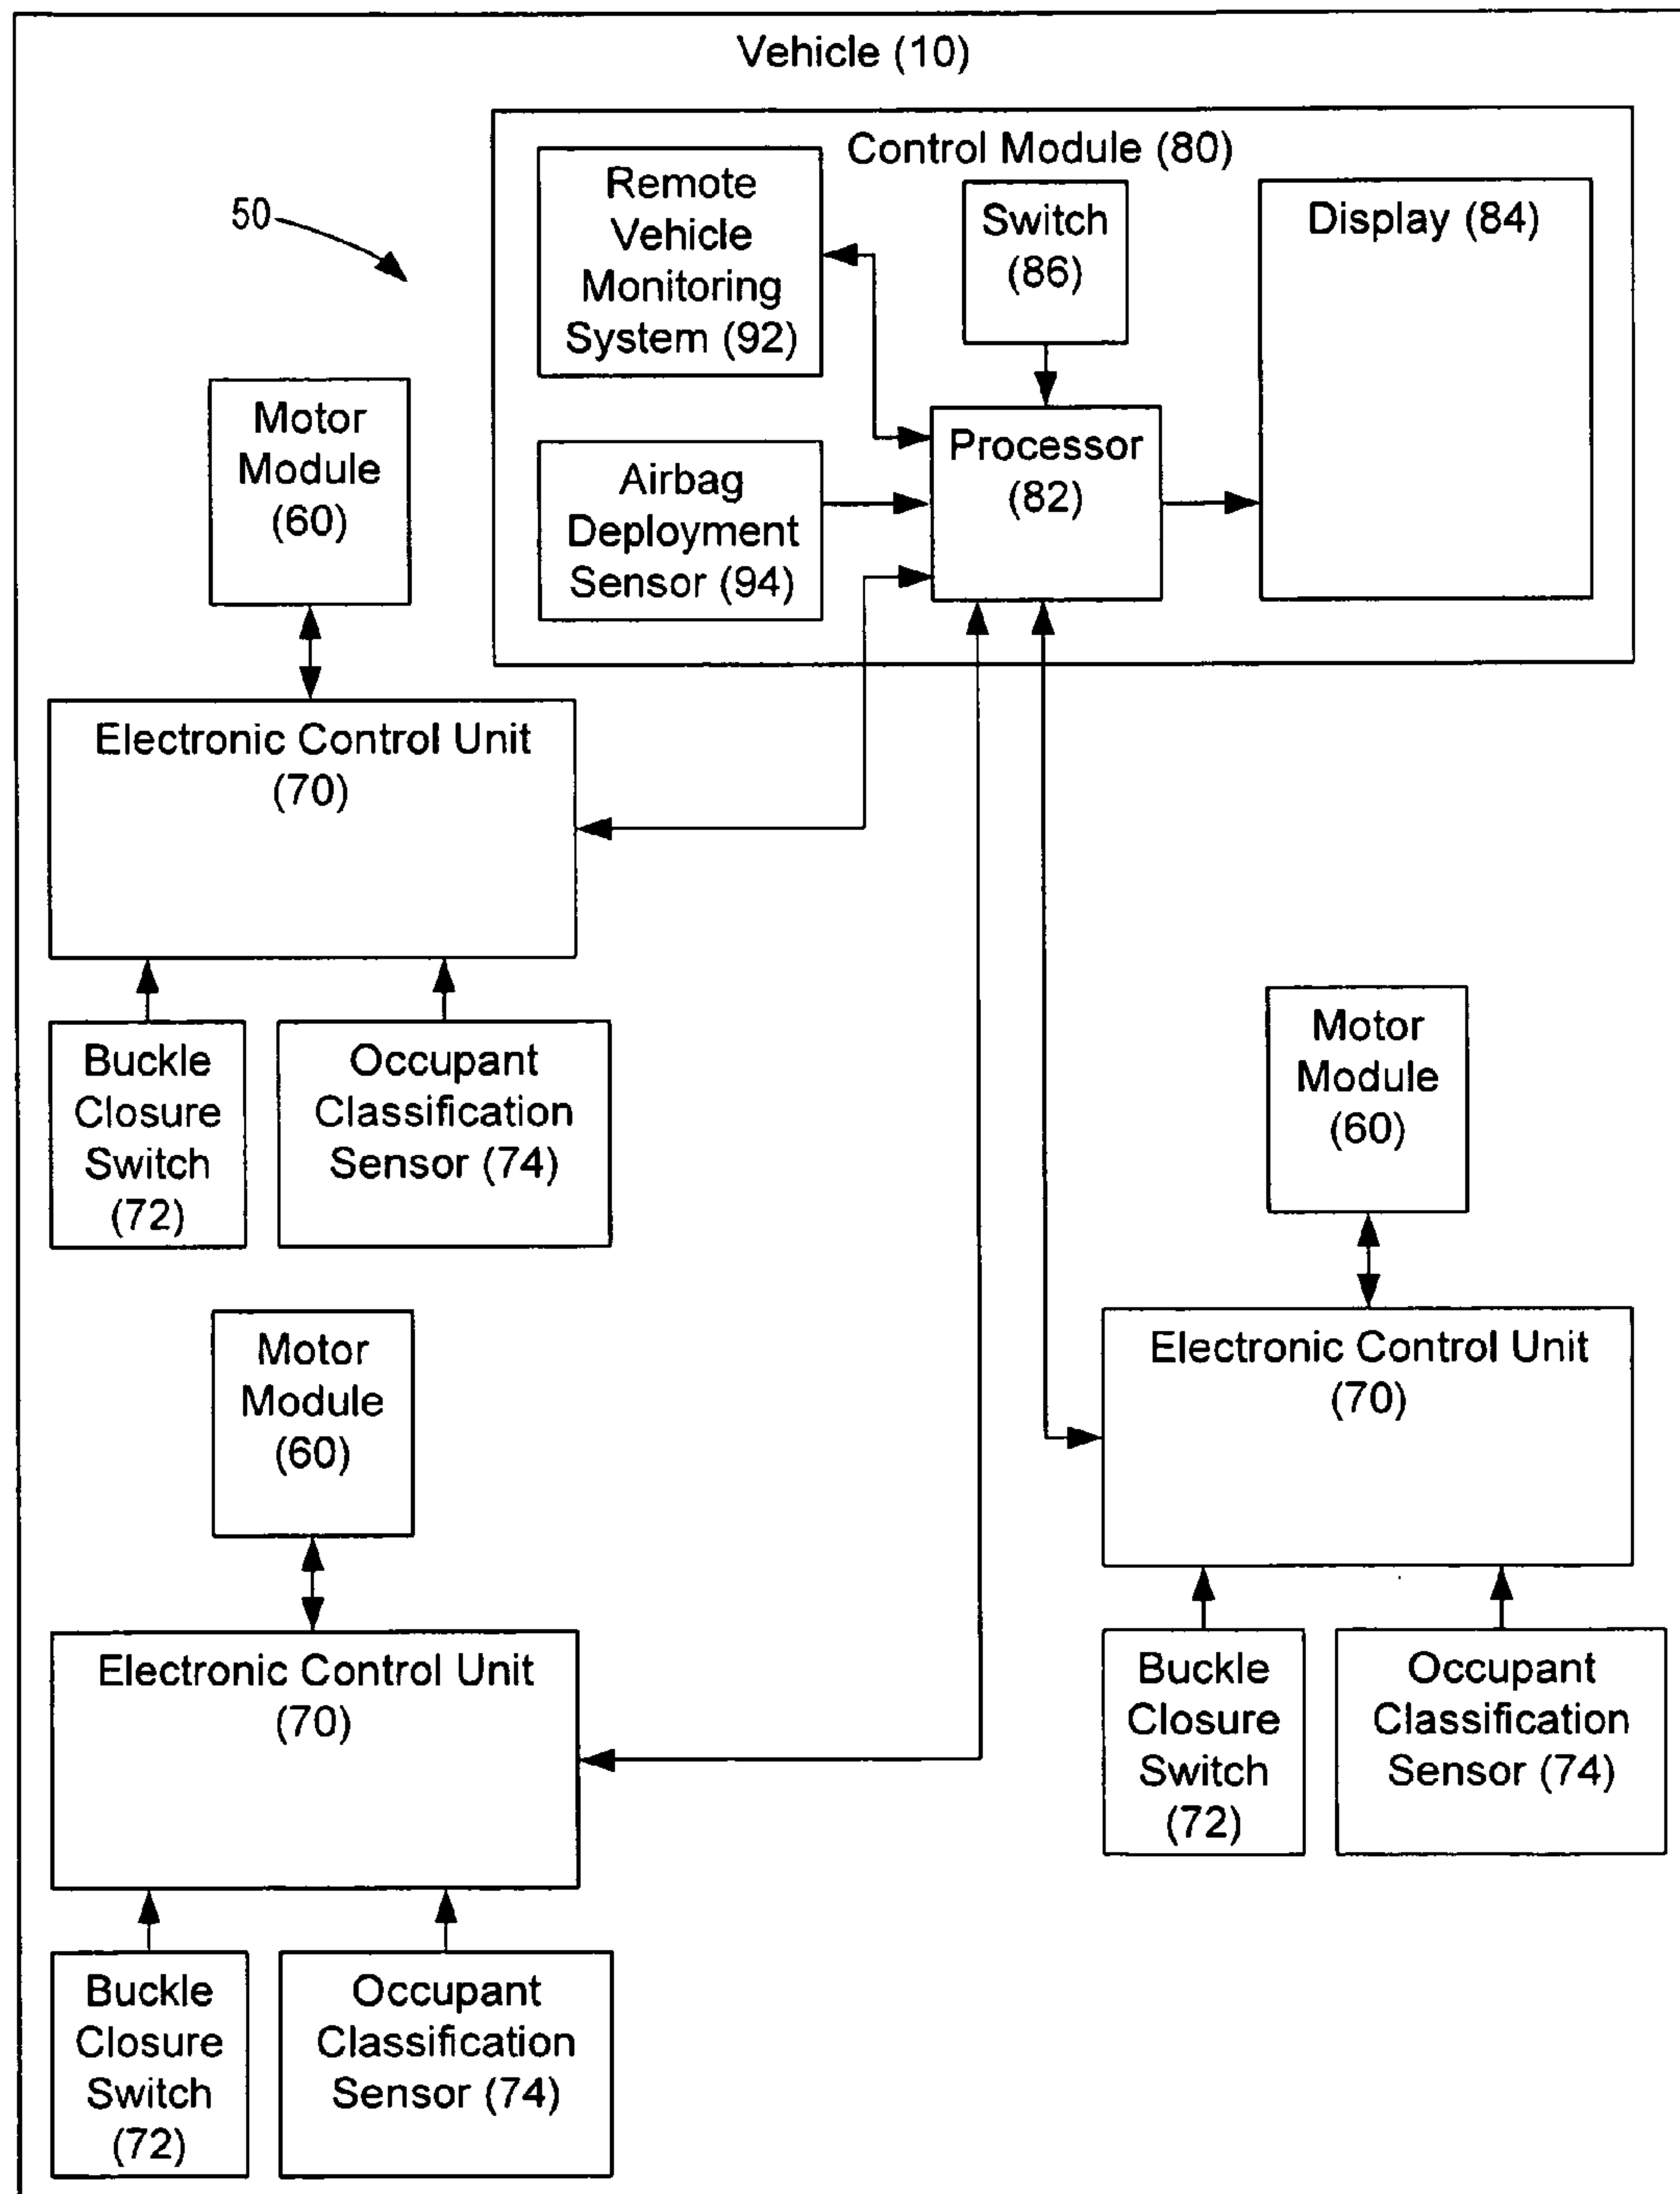 Vehicle (10)
Control Module (80)
Remote
Vehicle
Monitoring
System (92)
Switch
(86)
Display (84)
50
Motor
Module
(60)
Airbag
Deployment
Sensor (94)
Processor
(82)
Electronic Control Unit
(70)
Buckle
Closure
Switch
(72)
Occupant
Classification
Sensor (74)
Motor
Module
(60)
Electronic Control Unit
(70)
Buckle
Closure
Switch
(72)
Occupant
Classification
Sensor (74)
Motor
Module
(60)
Electronic Control Unit
(70)
Buckle
Closure
Switch
(72)
Occupant
Classification
Sensor (74)